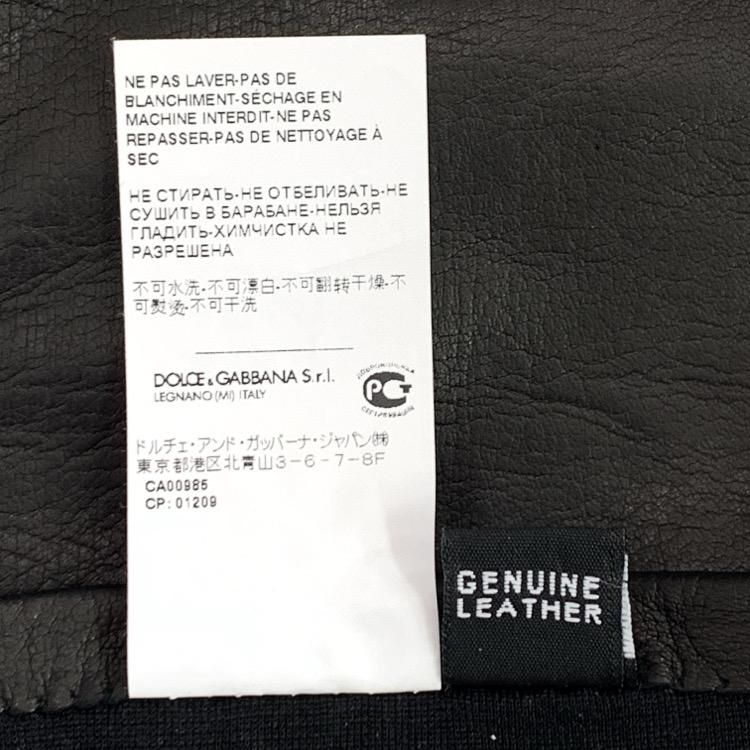 NE PAS LAVER-PAS DE
BLANCHIMENT-SÉCHAGE EN
MACHINE INTERDIT-NE PAS
REPASSER-PAS DE NETTOYAGE À
SEC
НЕ СТИРАТЬ-НЕ ОТБЕЛИВАТЬ-НЕ
СУШИТЬ В БАРАБАНЕ-НЕЛЬЗЯ
ГЛАДИТЬ-ХИМЧИСТКА НЕ
РАЗРЕШЕНА
不可水洗-不可漂白-不可翻转干燥-不
可熨烫-不可干洗
DOLCE & GABBANA S.r.l.
LEGNANO (MI) ITALY
ДОБРОВОЛЬНАЯ
РСТ
СЕРТИФИКАЦИЯ
ドルチェ・アンド・ガッバーナ・ジャパン㈱
東京都港区北青山3-6-7-8F
CA00985
CP: 01209
GENUINE
LEATHER